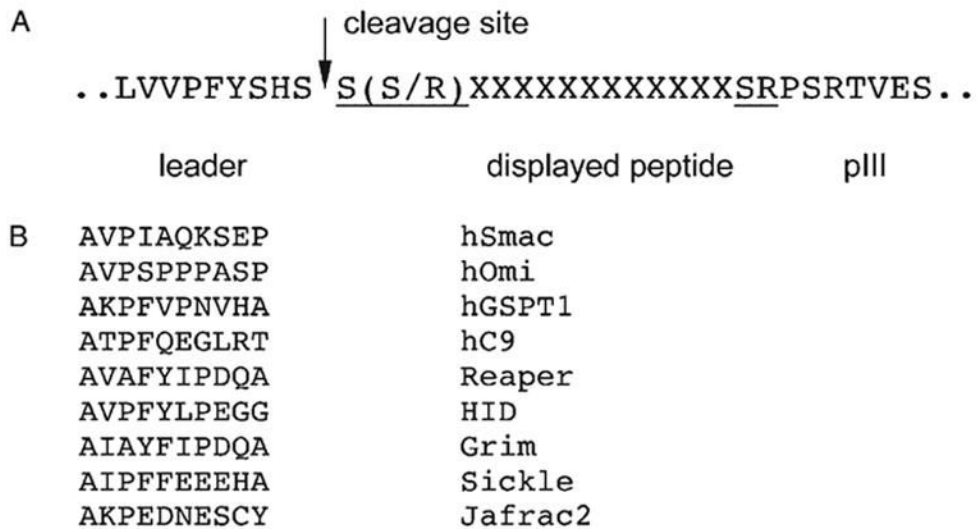 A
cleavage site
..LVVPFYSHS S(S/R)XXXXXXXXXXXXSRPSRTVES..
leader displayed peptide pIII
B AVPIAQKSEP hSmac
AVPSPPPASP hOmi
AKPFVPNVHA hGSPT1
ATPFQEGLRT hC9
AVAFYIPDQA Reaper
AVPFYLPEGG HID
AIAYFIPDQA Grim
AIPFFEEEHA Sickle
AKPEDNESCY Jafrac2